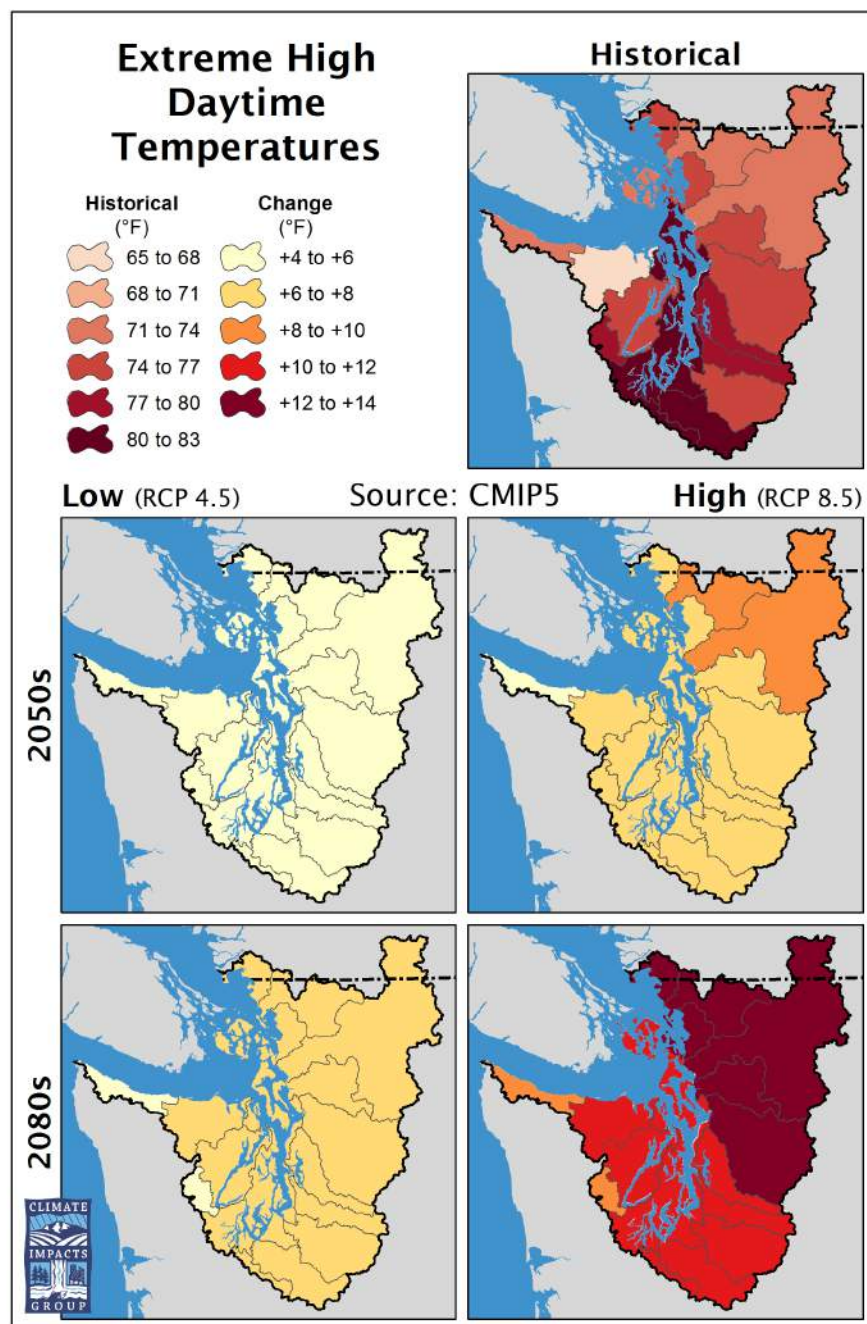 Extreme High
Daytime
Temperatures
Historical
Historical
(°F)
65 to 68
68 to 71
71 to 74
74 to 77
77 to 80
80 to 83
Change
(°F)
+4 to +6
+6 to +8
+8 to +10
+10 to +12
+12 to +14
Low (RCP 4.5)
Source: CMIP5
High (RCP 8.5)
2050s
2080s
CLIMATE
IMPACTS
GROUP